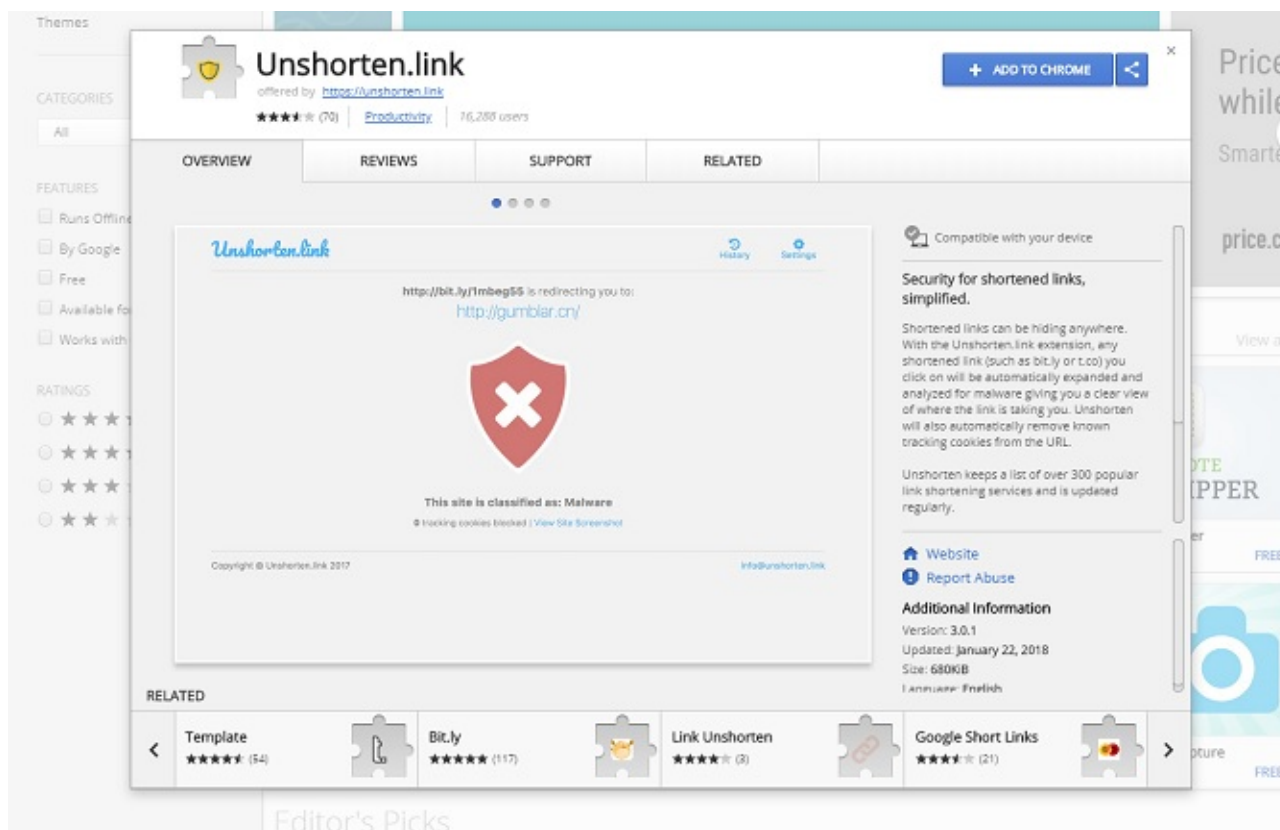 Themes
CATEGORIES
All
FEATURES
Runs Offline
By Google
Free
Available fo
Works with
RATINGS
Unshorten.link
offered by https://unshorten.link
(70) Productivity 16,288 users
+ ADD TO CHROME
×
OVERVIEW REVIEWS SUPPORT RELATED
Unshorten.link
History Settings
http://bit.ly/1mbeg55 is redirecting you to:
http://gumblar.cn/
This site is classified as: Malware
0 tracking cookies blocked | View Site Screenshot
Copyright @ Unshorten.link 2017 info@unshorten.link
Compatible with your device
Security for shortened links,
simplified.
Shortened links can be hiding anywhere.
With the Unshorten.link extension, any
shortened link (such as bit.ly or t.co) you
click on will be automatically expanded and
analyzed for malware giving you a clear view
of where the link is taking you. Unshorten
will also automatically remove known
tracking cookies from the URL.
Unshorten keeps a list of over 300 popular
link shortening services and is updated
regularly.
Website
Report Abuse
Additional Information
Version: 3.0.1
Updated: January 22, 2018
Size: 680KiB
Language: English
RELATED
Template
(54)
Bit.ly
(117)
Link Unshorten
(3)
Google Short Links
(21)
Price
while
Smarte
price.c
View a
OTE
IPPER
er
FREE
pture
FREE
Editor's Picks